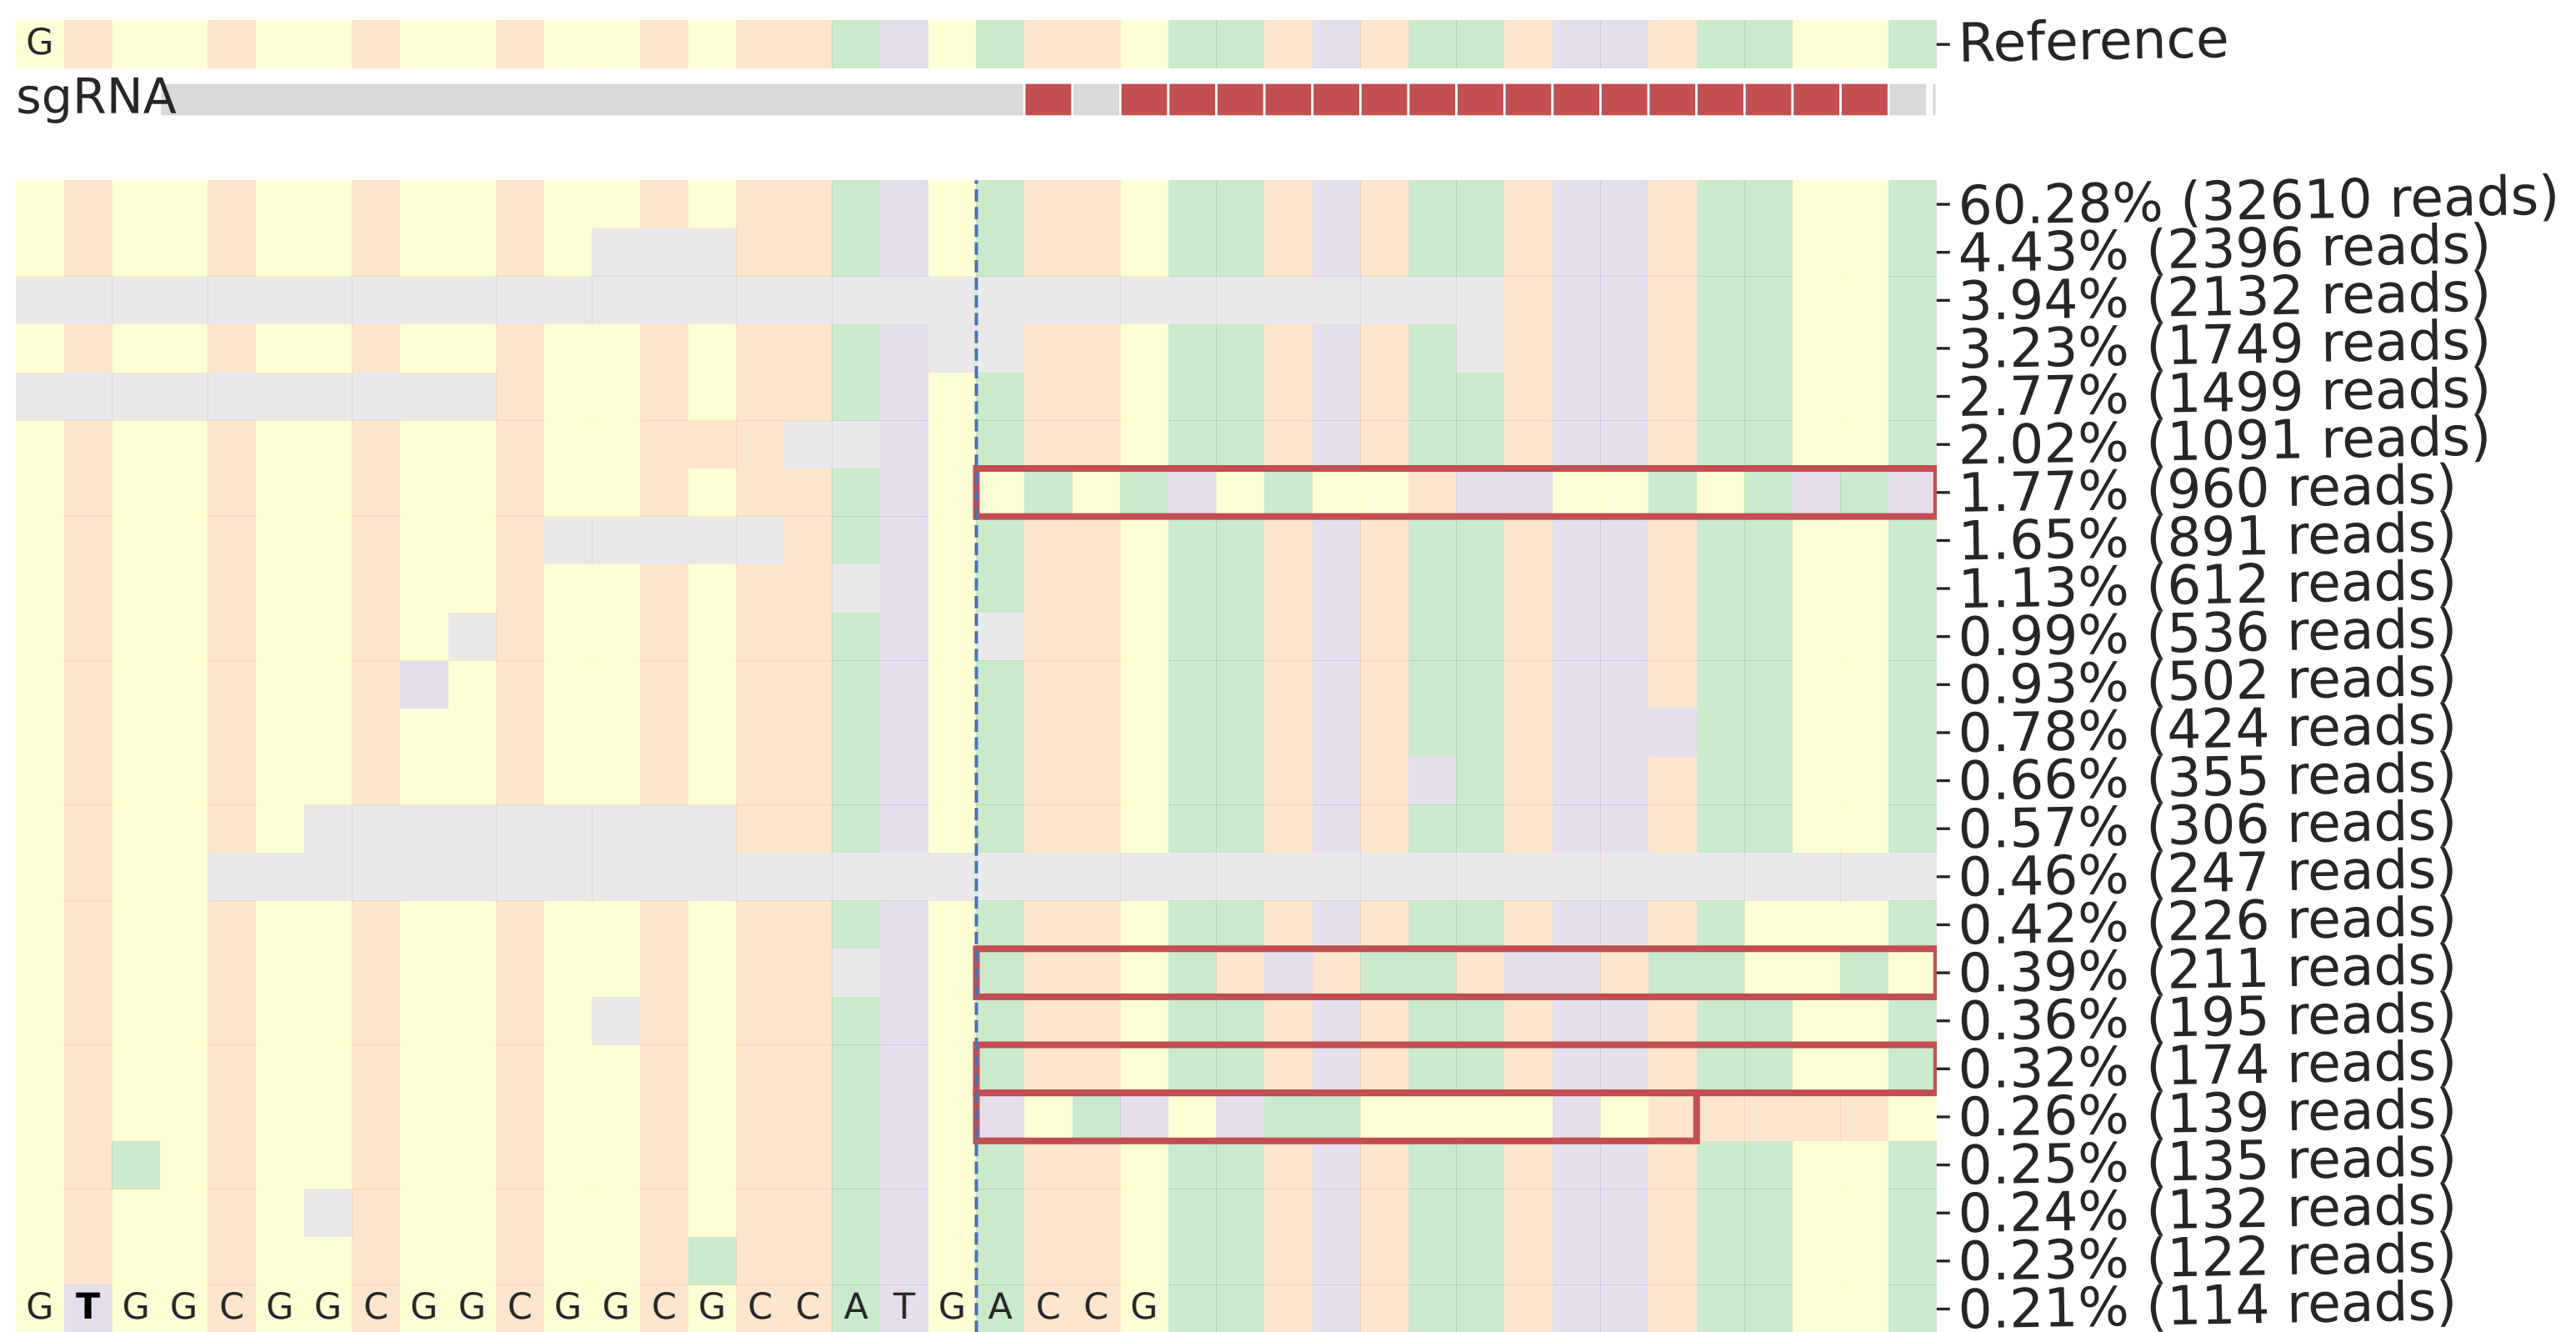 G Reference
sgRNA
60.28% (32610 reads)
4.43% (2396 reads)
3.94% (2132 reads)
3.23% (1749 reads)
2.77% (1499 reads)
2.02% (1091 reads)
1.77% (960 reads)
1.65% (891 reads)
1.13% (612 reads)
0.99% (536 reads)
0.93% (502 reads)
0.78% (424 reads)
0.66% (355 reads)
0.57% (306 reads)
0.46% (247 reads)
0.42% (226 reads)
0.39% (211 reads)
0.36% (195 reads)
0.32% (174 reads)
0.26% (139 reads)
0.25% (135 reads)
0.24% (132 reads)
0.23% (122 reads)
G T G G C G G C G G C G G C G C C A T G A C C G 0.21% (114 reads)